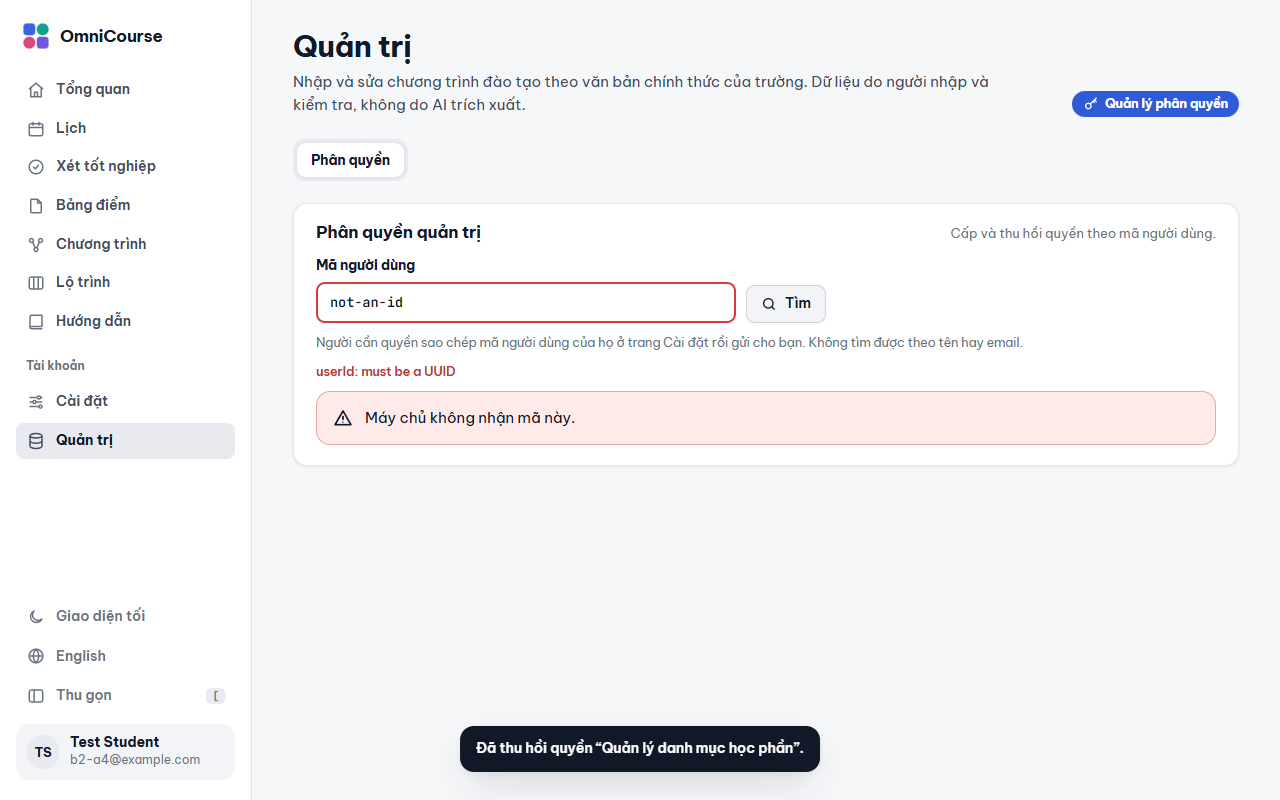 OmniCourse
Tổng quan
Lịch
Xét tốt nghiệp
Bảng điểm
Chương trình
Lộ trình
Hướng dẫn
Tài khoản
Cài đặt
Quản trị
Giao diện tối
English
Thu gọn [
TS
Test Student
b2-a4@example.com
Quản trị
Nhập và sửa chương trình đào tạo theo văn bản chính thức của trường. Dữ liệu do người nhập và
kiểm tra, không do AI trích xuất.
Quản lý phân quyền
Phân quyền
Phân quyền quản trị
Cấp và thu hồi quyền theo mã người dùng.
Mã người dùng
not-an-id
Tìm
Người cần quyền sao chép mã người dùng của họ ở trang Cài đặt rồi gửi cho bạn. Không tìm được theo tên hay email.
userId: must be a UUID
Máy chủ không nhận mã này.
Đã thu hồi quyền “Quản lý danh mục học phần”.